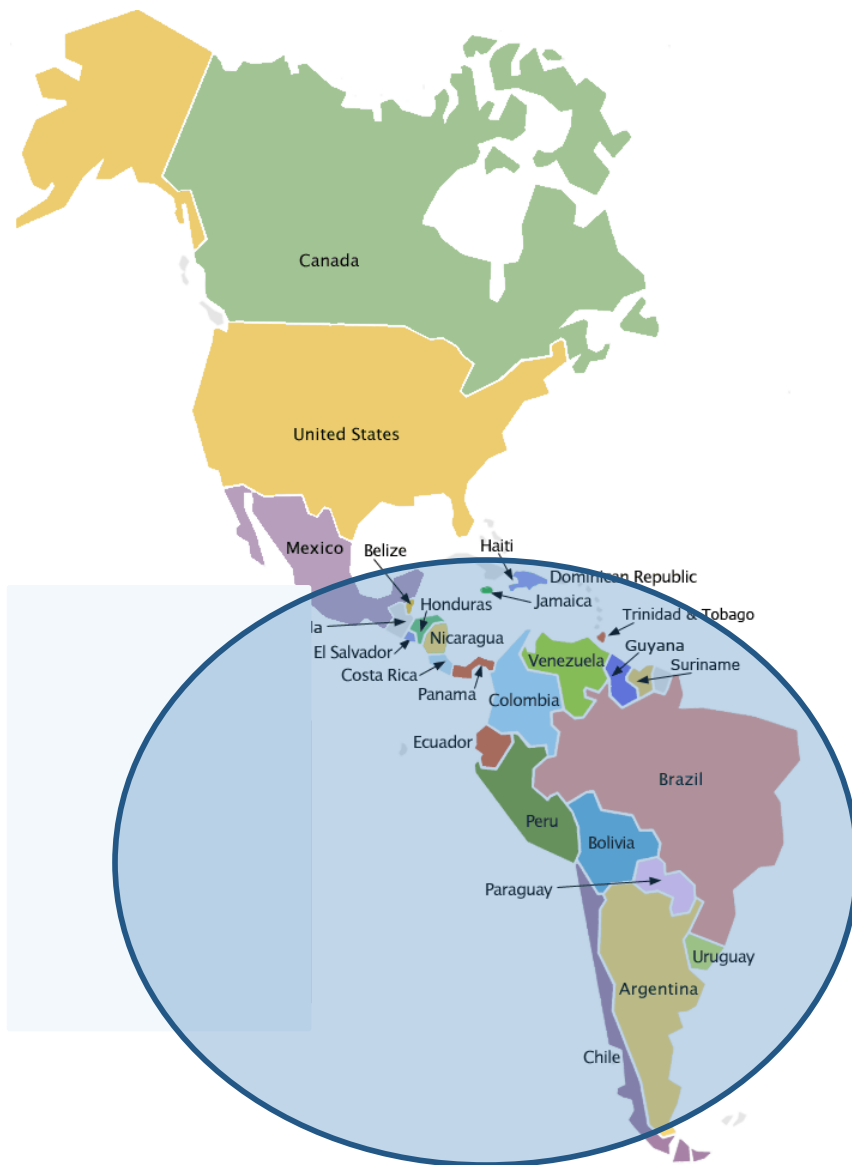 Canada
United States
Mexico
Belize
Haiti
Dominican Republic
Honduras
Jamaica
Trinidad & Tobago
la
Nicaragua
El Salvador
Guyana
Venezuela
Suriname
Costa Rica
Panama
Colombia
Ecuador
Brazil
Peru
Bolivia
Paraguay
Uruguay
Argentina
Chile